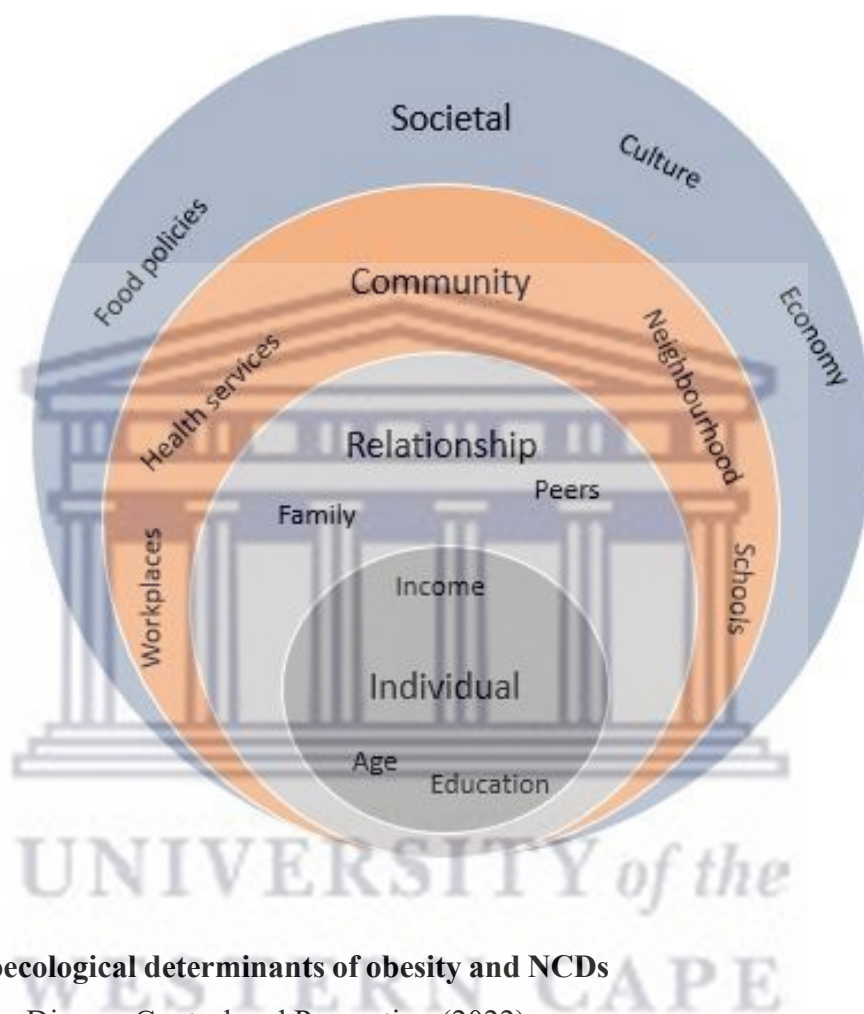 Societal
Culture
Food policies
Economy
Community
Health services
Neighbourhood
Relationship
Peers
Family
Workplaces
Schools
Income
Individual
Age
Education
UNIVERSITY of the
oecological determinants of obesity and NCDs
WESTERN CAPE
Disease Control and Prevention (2022)